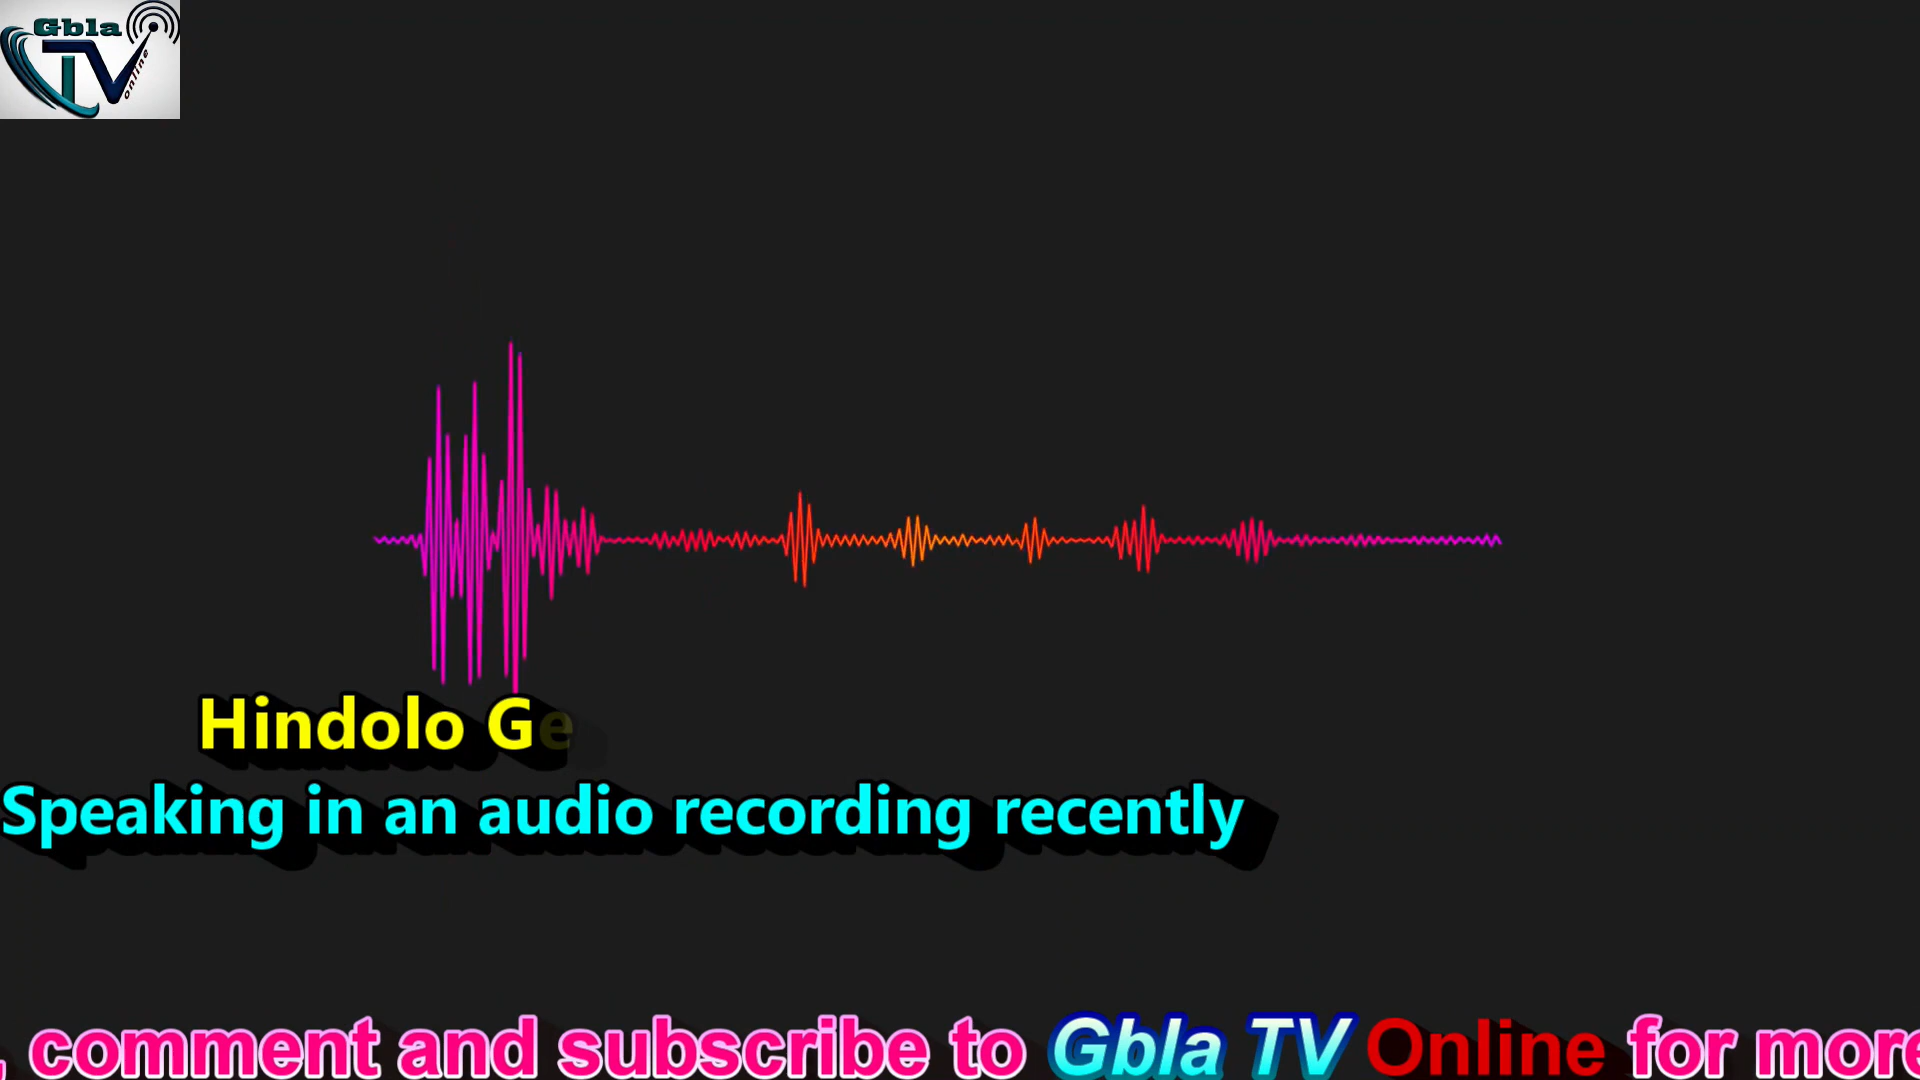 Gbla
TV
online
Hindolo Ge
Speaking in an audio recording recently
, comment and subscribe to Gbla TV Online for more